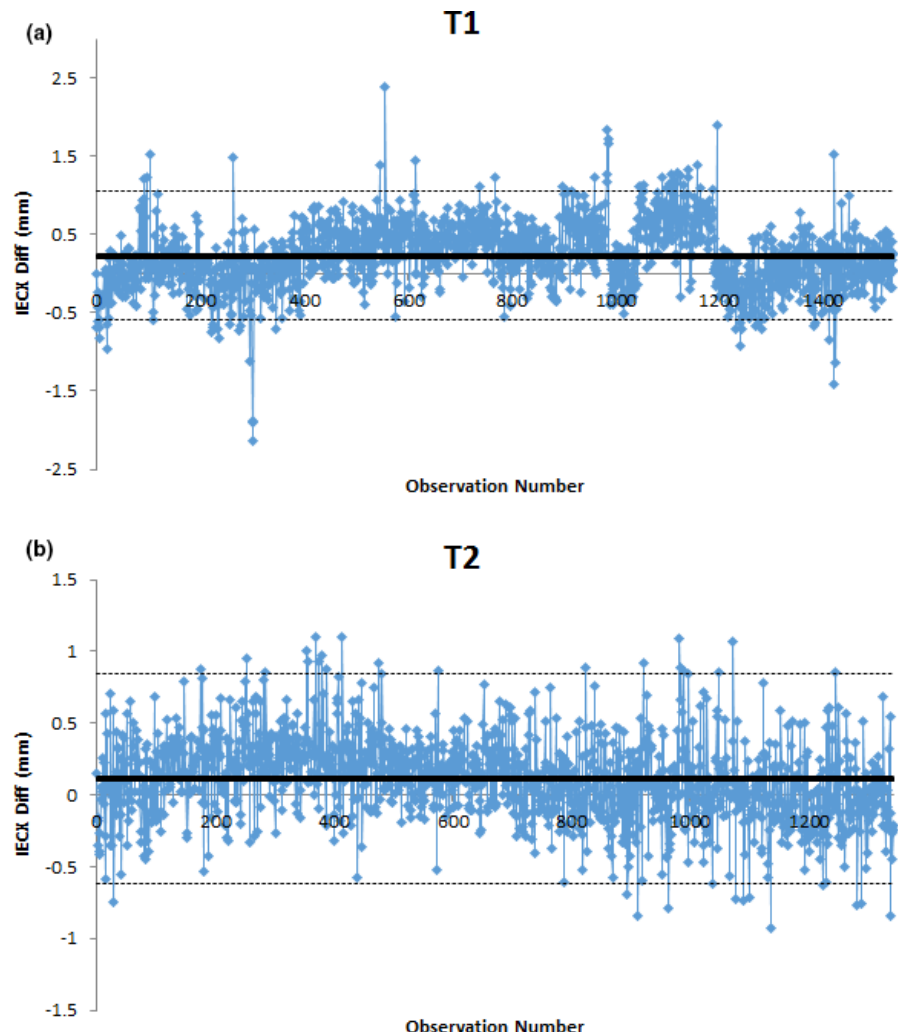 (a)
T1
2.5
1.5
0.5
-0.5
-1.5
-2.5
IECX Diff (mm)
0 200 400 600 800 1000 1200 1400
Observation Number
(b)
T2
1.5
1
0.5
0
-0.5
-1
-1.5
IECX Diff (mm)
0 200 400 600 800 1000 1200
Observation Number